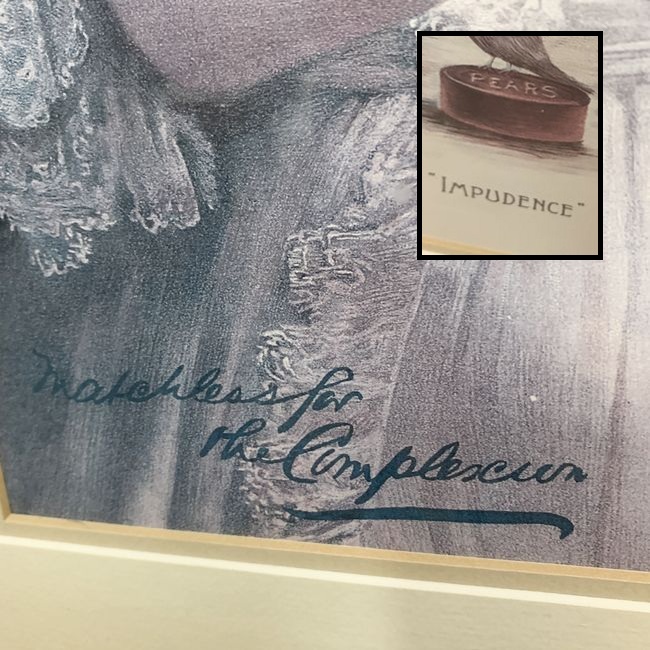 PEARS
"IMPUDENCE"
Matchless for
the Complexion